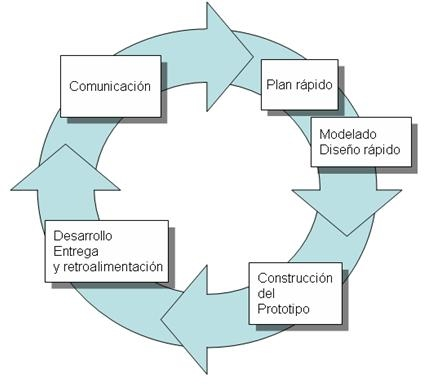 Comunicación
Plan rápido
Modelado
Diseño rápido
Construcción
del
Prototipo
Desarrollo
Entrega
y retroalimentación